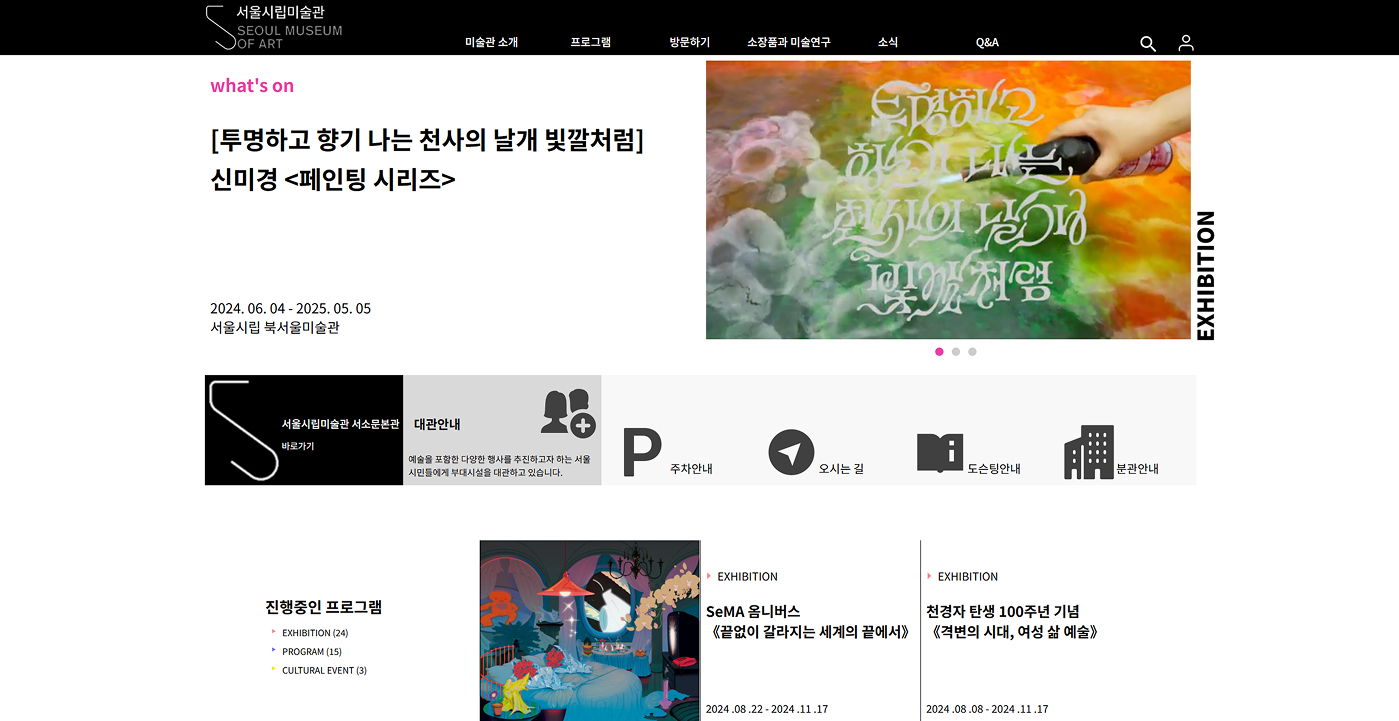 서울시립미술관
SEOUL MUSEUM
OF ART
미술관 소개 프로그램 방문하기 소장품과 미술연구 소식 Q&A
what's on
[투명하고 향기 나는 천사의 날개 빛깔처럼]
신미경 <페인팅 시리즈>
2024. 06. 04 - 2025. 05. 05
서울시립 북서울미술관
투명하고
향기 나는
천사의 날개
빛깔처럼
EXHIBITION
서울시립미술관 서소문본관
바로가기
대관안내
예술을 포함한 다양한 행사를 추진하고자 하는 서울
시민들에게 부대시설을 대관하고 있습니다.
P 주차안내
오시는 길
도슨팅안내
분관안내
진행중인 프로그램
EXHIBITION (24)
PROGRAM (15)
CULTURAL EVENT (3)
EXHIBITION
SeMA 옴니버스
《끝없이 갈라지는 세계의 끝에서》
2024 .08 .22 - 2024 .11 .17
EXHIBITION
천경자 탄생 100주년 기념
《격변의 시대, 여성 삶 예술》
2024 .08 .08 - 2024 .11 .17